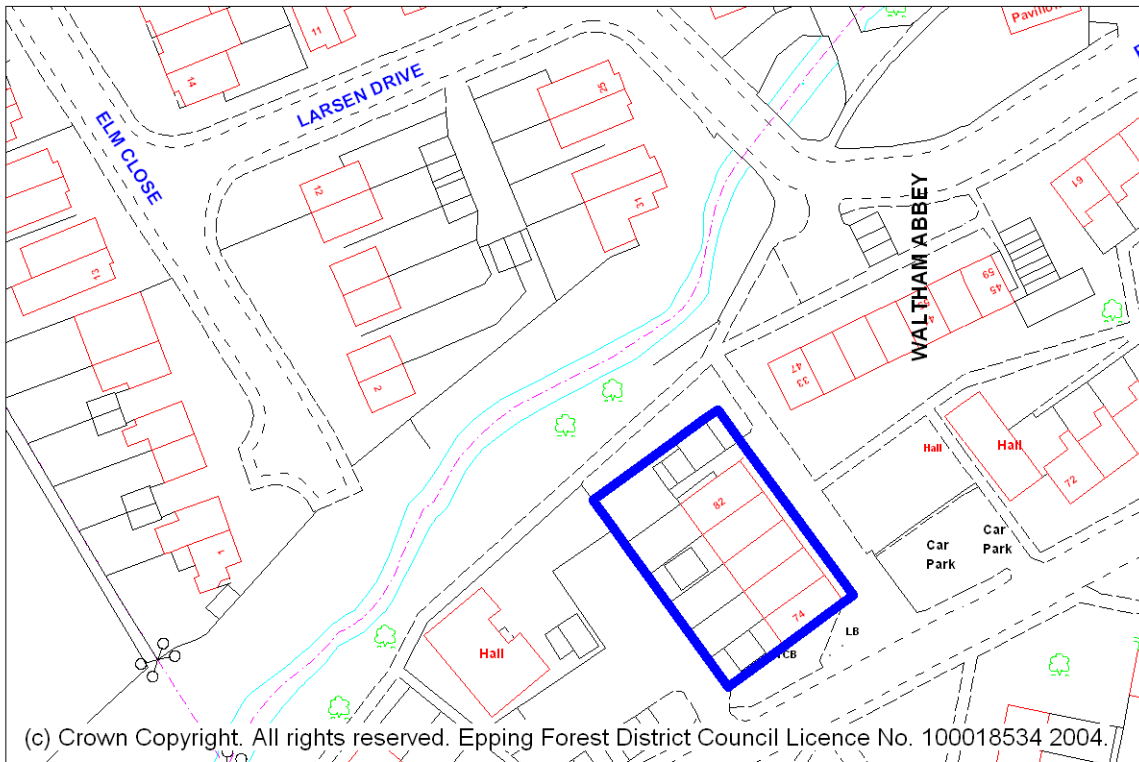 11
Pavilion
14
LARSEN DRIVE
25
ELM CLOSE
12
31
61
WALTHAM ABBEY
13
45
59
2
47
33
Hall
Hall
72
82
Car
Park
Car
Park
1
74
LB
Hall
TCB
(c) Crown Copyright. All rights reserved. Epping Forest District Council Licence No. 100018534 2004.